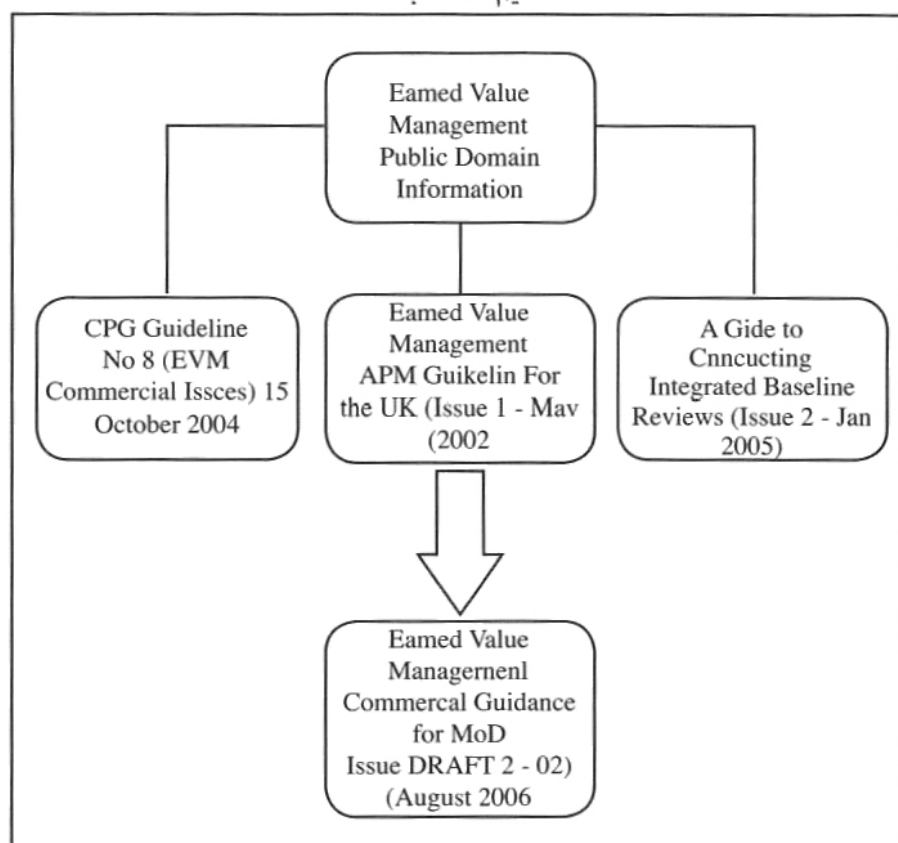 Eamed Value
Management
Public Domain
Information
CPG Guideline
No 8 (EVM
Commercial Issces) 15
October 2004
Eamed Value
Management
APM Guikelin For
the UK (Issue 1 - Mav
(2002
A Gide to
Cnncucting
Integrated Baseline
Reviews (Issue 2 - Jan
2005)
Eamed Value
Managernenl
Commercal Guidance
for MoD
Issue DRAFT 2 - 02)
(August 2006